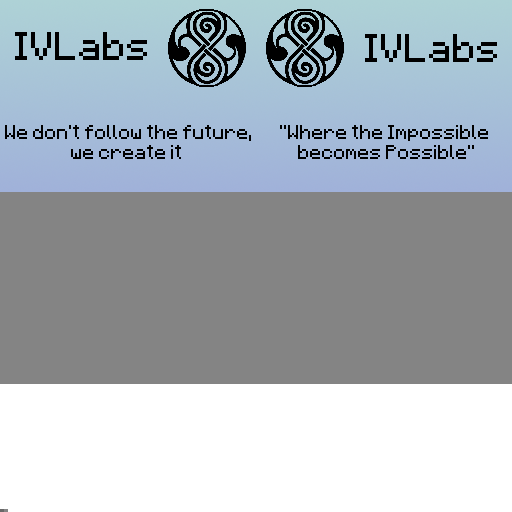 IVLabs
We don't follow the future,
we create it
IVLabs
"Where the Impossible
becomes Possible"